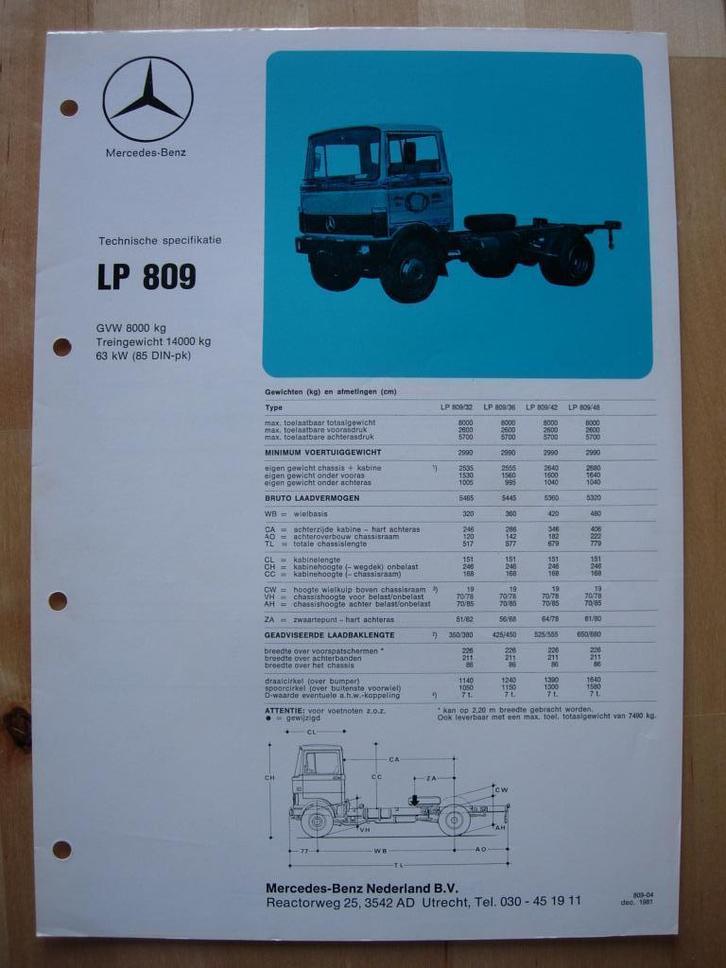 Mercedes-Benz
Technische specifikatie
LP 809
GVW 8000 kg
Treingewicht 14000 kg
63 kW (85 DIN-pk)
Gewichten (kg) en afmetingen (cm)
Type LP 809/32 LP 809/36 LP 809/42 LP 809/48
max. toelaatbaar totaalgewicht 8000 8000 8000 8000
max. toelaatbare voorasdruk 2600 2600 2600 2600
max. toelaatbare achterasdruk 5700 5700 5700 5700
MINIMUM VOERTUIGGEWICHT 2990 2990 2990 2990
eigen gewicht chassis + kabine ¹) 2535 2555 2640 2680
eigen gewicht onder vooras 1530 1560 1600 1640
eigen gewicht onder achteras 1005 995 1040 1040
BRUTO LAADVERMOGEN 5465 5445 5360 5320
WB = wielbasis 320 360 420 480
CA = achterzijde kabine - hart achteras 246 286 346 406
AO = achteroverbouw chassisraam 120 142 182 222
TL = totale chassislengte 517 577 679 779
CL = kabinelengte 151 151 151 151
CH = kabinehoogte (- wegdek) onbelast 246 246 246 246
CC = kabinehoogte (- chassisraam) 168 168 168 168
CW = hoogte wielkuip boven chassisraam ³) 19 19 19 19
VH = chassishoogte voor belast/onbelast 70/78 70/78 70/78 70/78
AH = chassishoogte achter belast/onbelast 70/85 70/85 70/85 70/85
ZA = zwaartepunt - hart achteras 51/62 56/68 64/78 81/80
GEADVISEERDE LAADBAKLENGTE ²) 350/380 425/450 525/555 650/680
breedte over voorspatschermen * 226 226 226 226
breedte over achterbanden 211 211 211 211
breedte over het chassis 86 86 86 86
draaicirkel (over bumper) 1140 1240 1390 1640
spoorcirkel (over buitenste voorwiel) 1050 1150 1300 1580
D-waarde eventuele a.h.w.-koppeling ⁴) 7 t. 7 t. 7 t. 7 t.
ATTENTIE: voor voetnoten z.o.z. * kan op 2,20 m breedte gebracht worden.
● = gewijzigd Ook leverbaar met een max. toel. totaalgewicht van 7490 kg.
CL
CA
CH
CC
ZA
CW
VH
AH
77
WB
AO
TL
Mercedes-Benz Nederland B.V.
Reactorweg 25, 3542 AD Utrecht, Tel. 030 - 45 19 11
809-04
dec. 1981